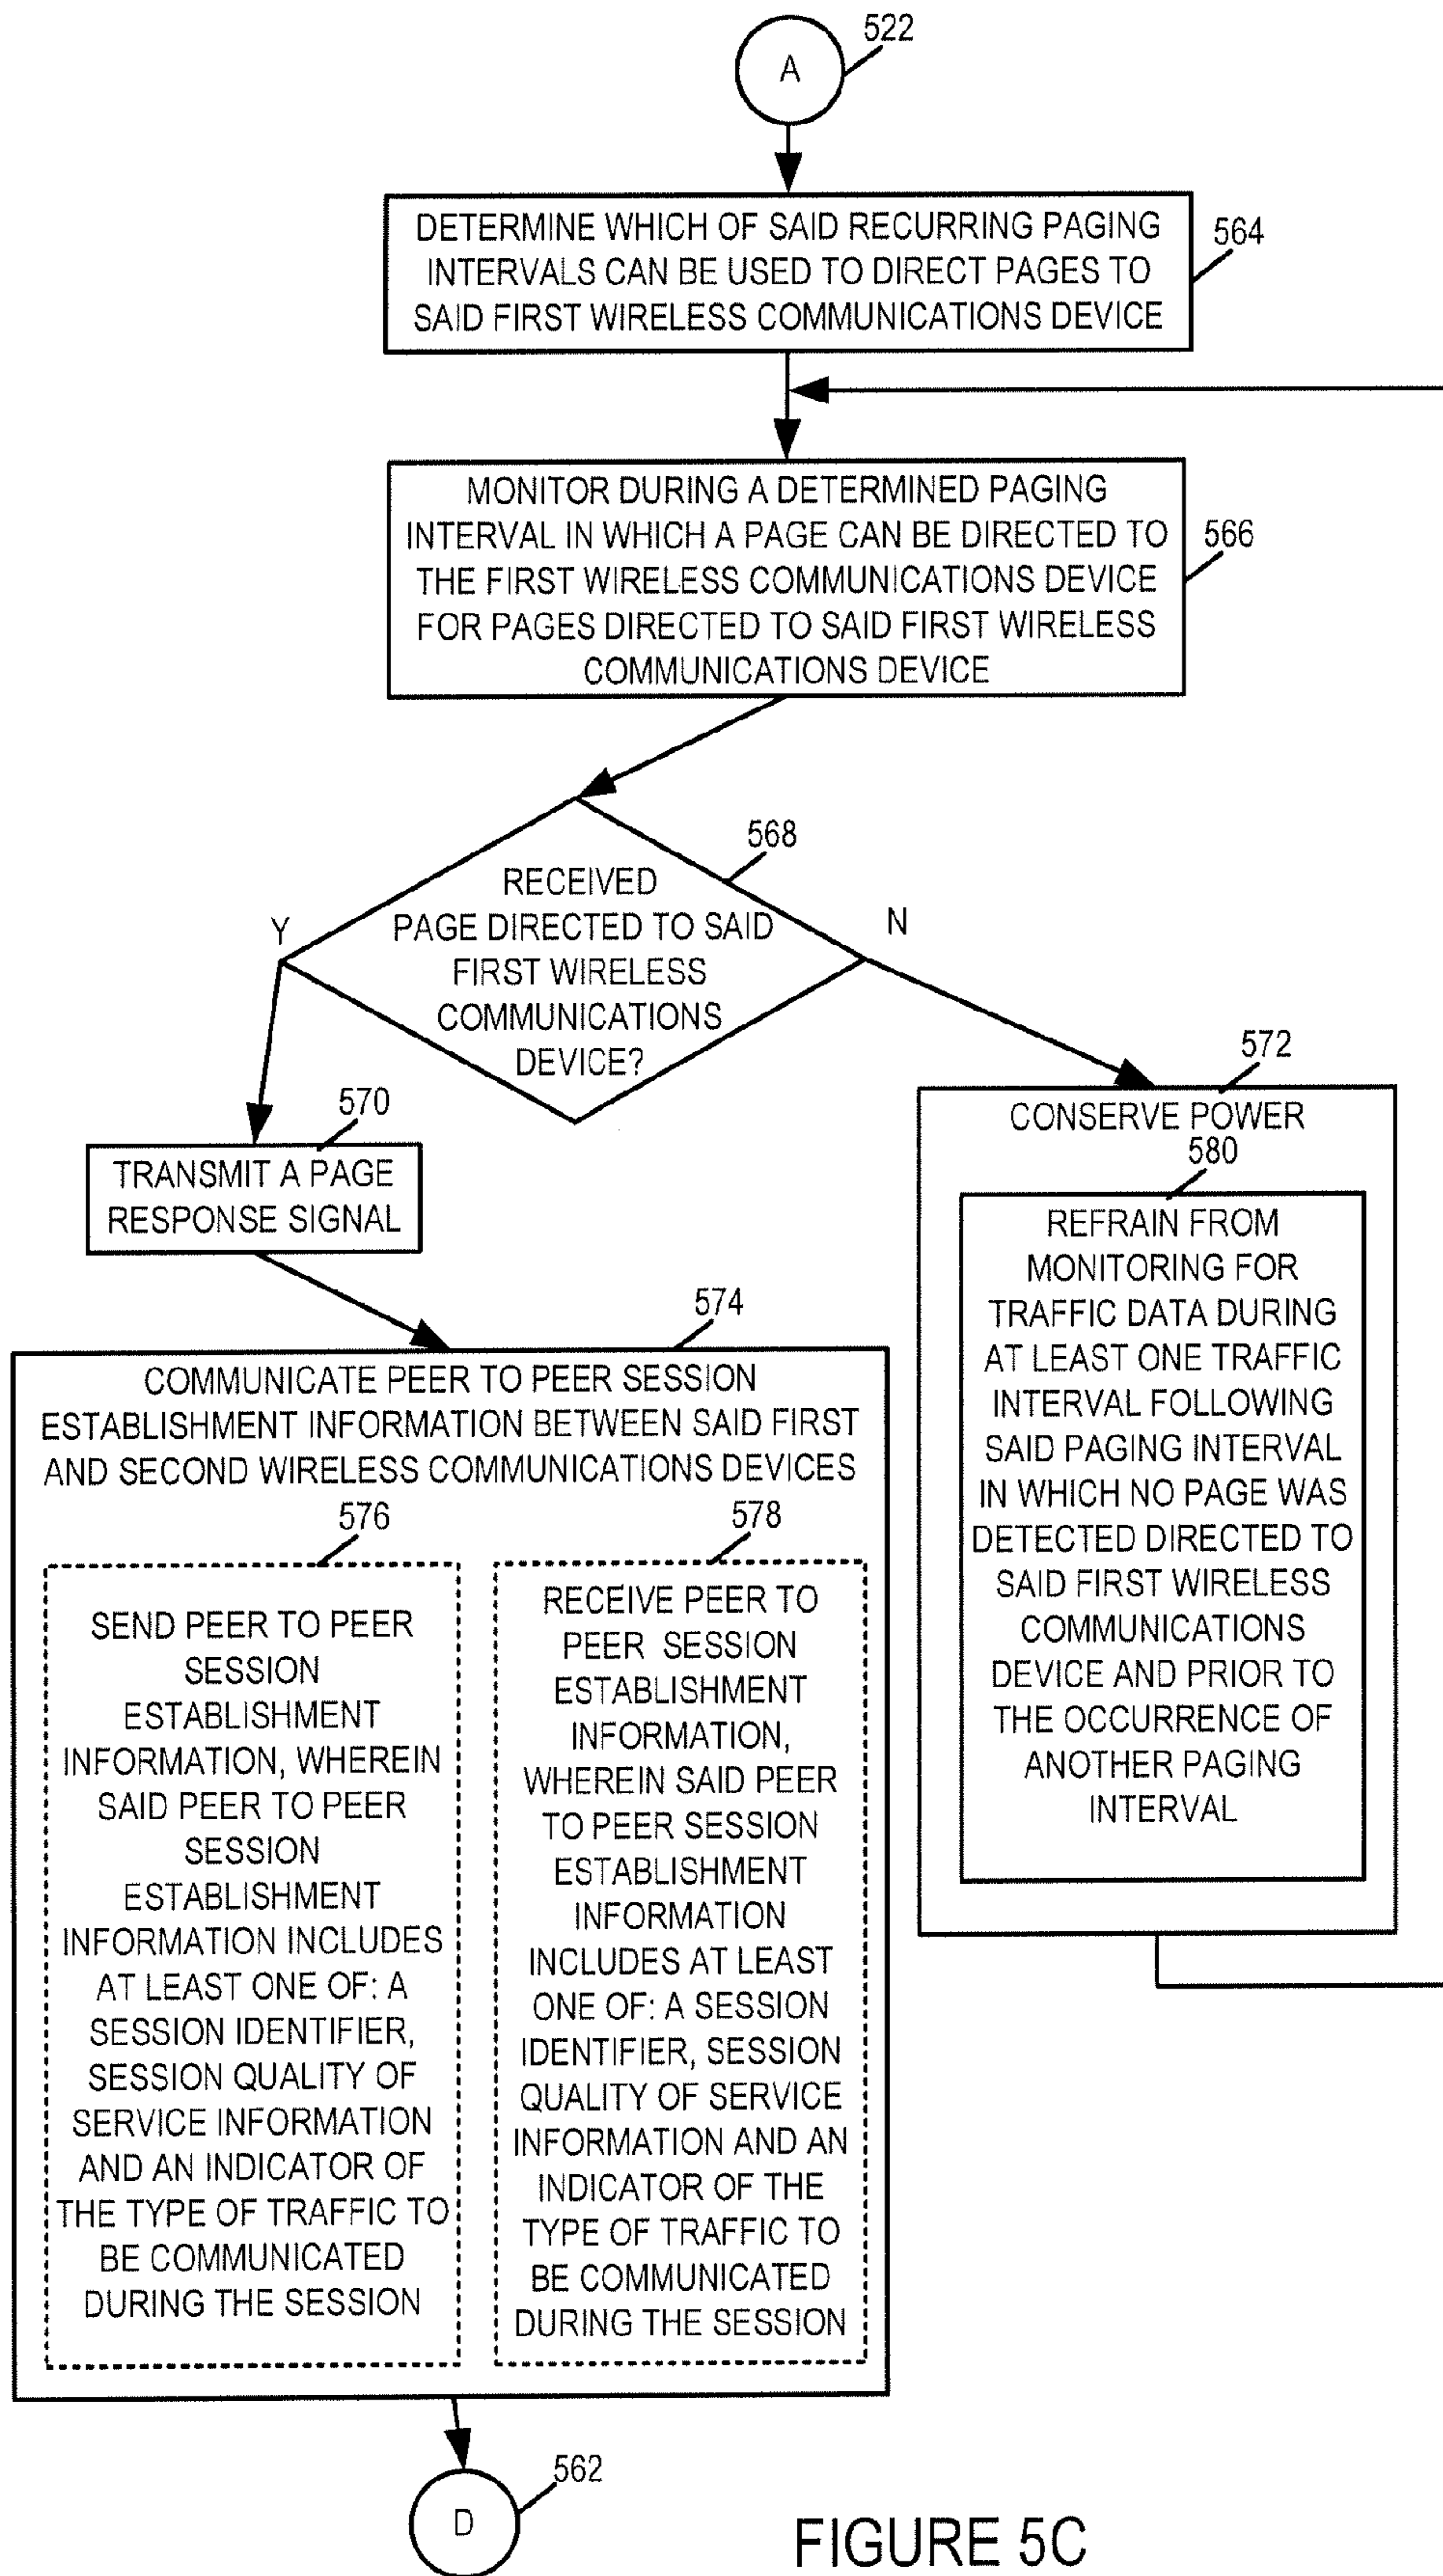 522
A
DETERMINE WHICH OF SAID RECURRING PAGING
INTERVALS CAN BE USED TO DIRECT PAGES TO
SAID FIRST WIRELESS COMMUNICATIONS DEVICE
564
MONITOR DURING A DETERMINED PAGING
INTERVAL IN WHICH A PAGE CAN BE DIRECTED TO
THE FIRST WIRELESS COMMUNICATIONS DEVICE
FOR PAGES DIRECTED TO SAID FIRST WIRELESS
COMMUNICATIONS DEVICE
566
568
RECEIVED
PAGE DIRECTED TO SAID
FIRST WIRELESS
COMMUNICATIONS
DEVICE?
Y
N
570
TRANSMIT A PAGE
RESPONSE SIGNAL
572
CONSERVE POWER
580
REFRAIN FROM
MONITORING FOR
TRAFFIC DATA DURING
AT LEAST ONE TRAFFIC
INTERVAL FOLLOWING
SAID PAGING INTERVAL
IN WHICH NO PAGE WAS
DETECTED DIRECTED TO
SAID FIRST WIRELESS
COMMUNICATIONS
DEVICE AND PRIOR TO
THE OCCURRENCE OF
ANOTHER PAGING
INTERVAL
574
COMMUNICATE PEER TO PEER SESSION
ESTABLISHMENT INFORMATION BETWEEN SAID FIRST
AND SECOND WIRELESS COMMUNICATIONS DEVICES
576
SEND PEER TO PEER
SESSION
ESTABLISHMENT
INFORMATION, WHEREIN
SAID PEER TO PEER
SESSION
ESTABLISHMENT
INFORMATION INCLUDES
AT LEAST ONE OF: A
SESSION IDENTIFIER,
SESSION QUALITY OF
SERVICE INFORMATION
AND AN INDICATOR OF
THE TYPE OF TRAFFIC TO
BE COMMUNICATED
DURING THE SESSION
578
RECEIVE PEER TO
PEER SESSION
ESTABLISHMENT
INFORMATION,
WHEREIN SAID PEER
TO PEER SESSION
ESTABLISHMENT
INFORMATION
INCLUDES AT LEAST
ONE OF: A SESSION
IDENTIFIER, SESSION
QUALITY OF SERVICE
INFORMATION AND AN
INDICATOR OF THE
TYPE OF TRAFFIC TO
BE COMMUNICATED
DURING THE SESSION
562
D
FIGURE 5C